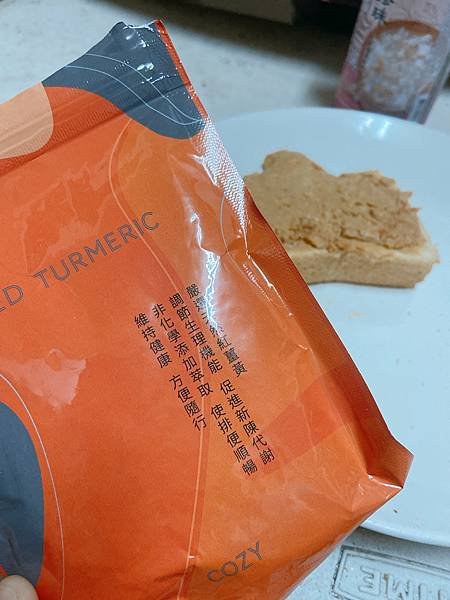 LD TURMERIC
嚴選天然紅薑黃 促進新陳代謝
調節生理機能 使排便順暢
非化學添加萃取
維持健康 方便隨行
COZY